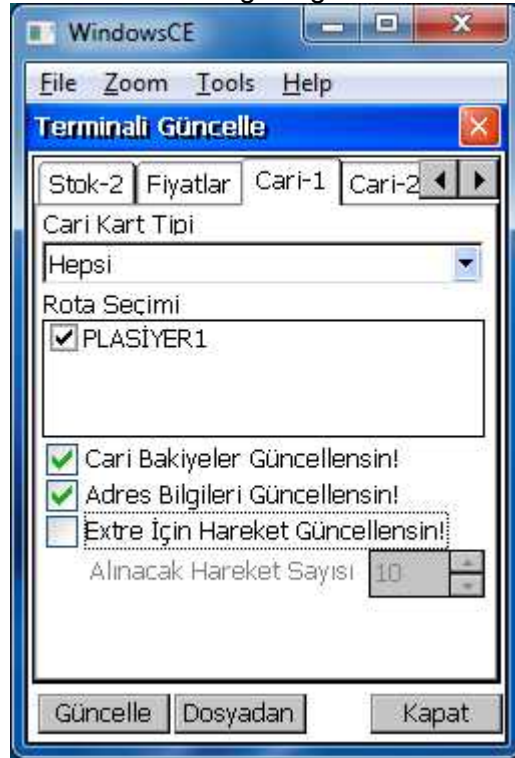 WindowsCE
File Zoom Tools Help
Terminali Güncelle
Stok-2 Fiyatlar Cari-1 Cari-2
Cari Kart Tipi
Hepsi
Rota Seçimi
PLASİYER1
Cari Bakiyeler Güncellensin!
Adres Bilgileri Güncellensin!
Extre İçin Hareket Güncellensin!
Alınacak Hareket Sayısı 10
Güncelle Dosyadan Kapat